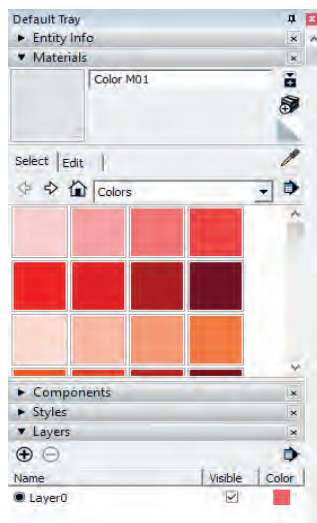 Default Tray
Entity Info
Materials
Color M01
Select Edit
Colors
Components
Styles
Layers
Name Visible Color
Layer0